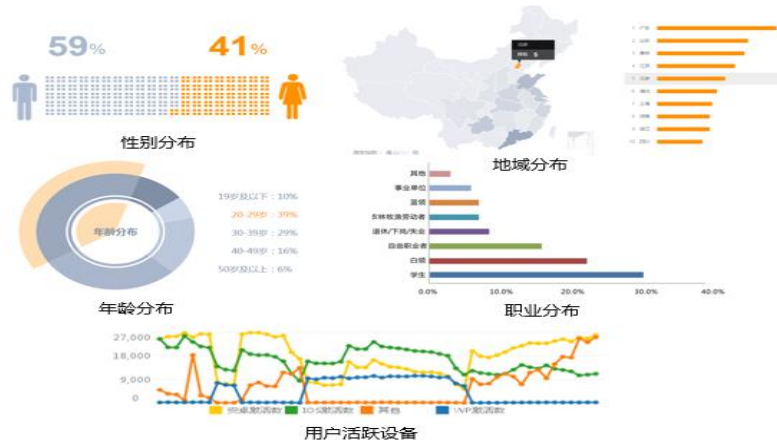 59%
41%
性别分布
地域分布
年龄分布
19岁及以下：10%
20-29岁：39%
30-39岁：29%
40-49岁：16%
50岁及以上：6%
年龄分布
其他
事业单位
蓝领
农林牧渔劳动者
退休/下岗/失业
自由职业者
白领
学生
0.0%
10.0%
20.0%
30.0%
40.0%
职业分布
27,000
18,000
9,000
0
安卓激活数
IOS激活数
其他
WP激活数
用户活跃设备